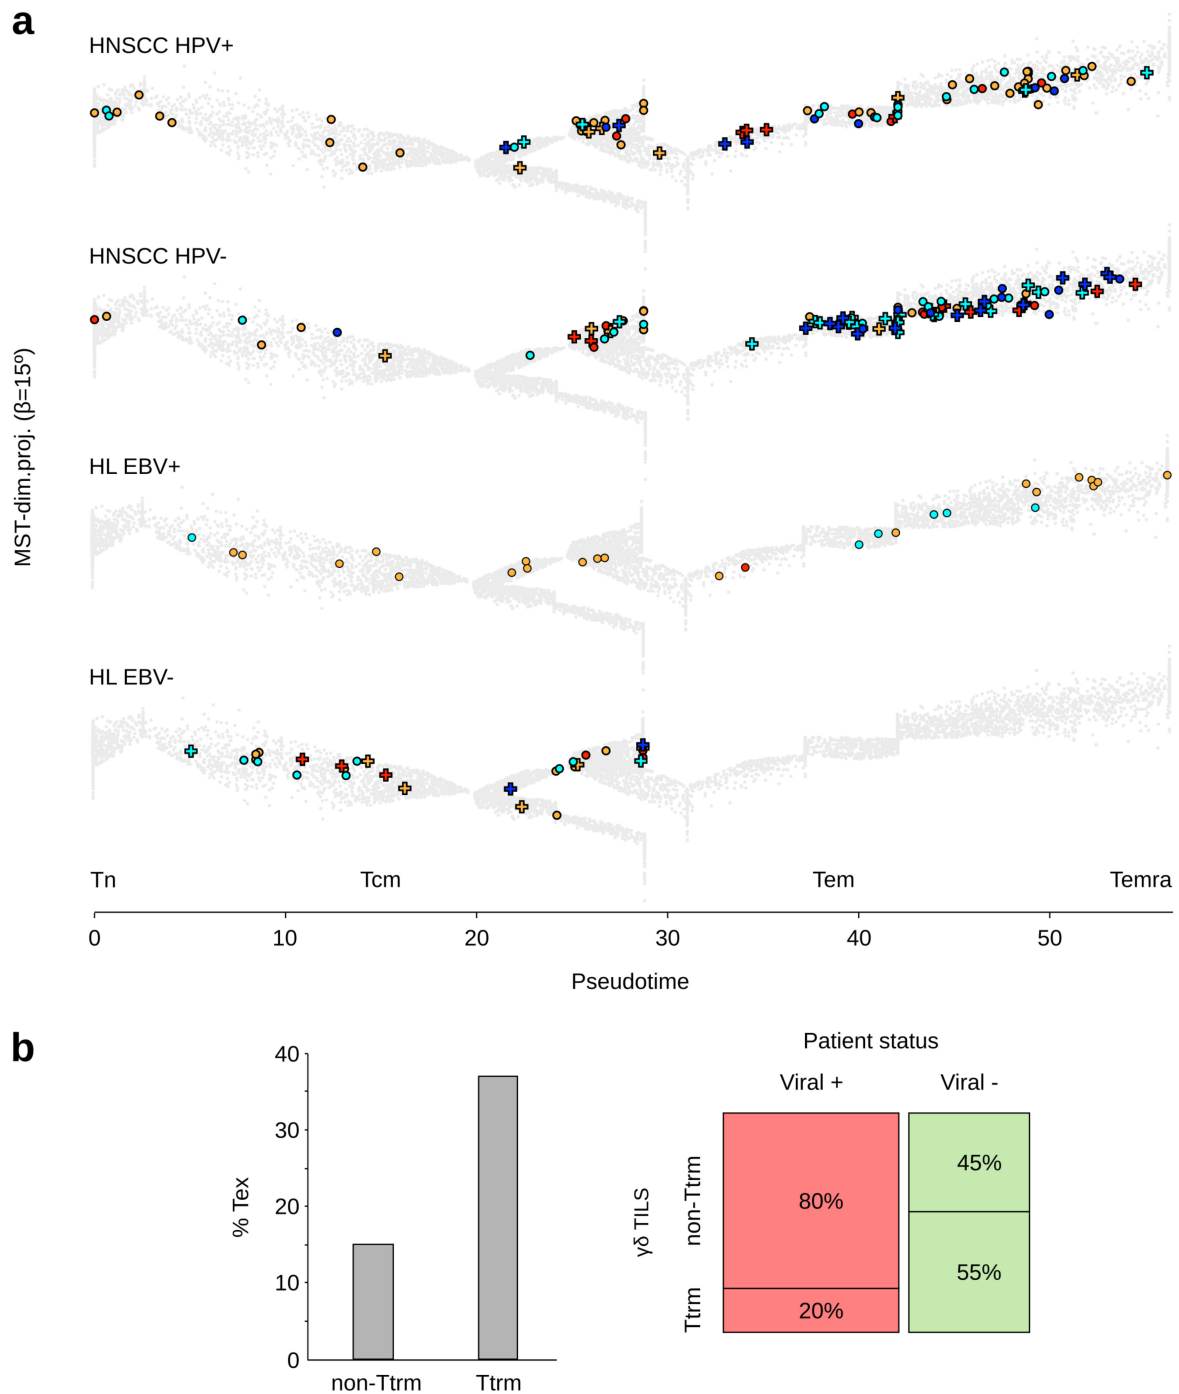 a
HNSCC HPV+
HNSCC HPV-
HL EBV+
HL EBV-
MST-dim.proj. (β=15º)
Tn Tcm Tem Temra
0 10 20 30 40 50
Pseudotime
b
% Tex
40
30
20
10
0
non-Ttrm Ttrm
Patient status
Viral + Viral -
γδ TILS
non-Ttrm
Ttrm
80%
20%
45%
55%